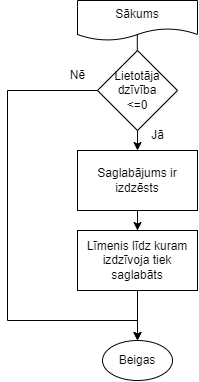 Sākums
Nē
Lietotāja
dzīvība
<=0
Jā
Saglabājums ir
izdzēsts
Līmenis līdz kuram
izdzīvoja tiek
saglabāts
Beigas